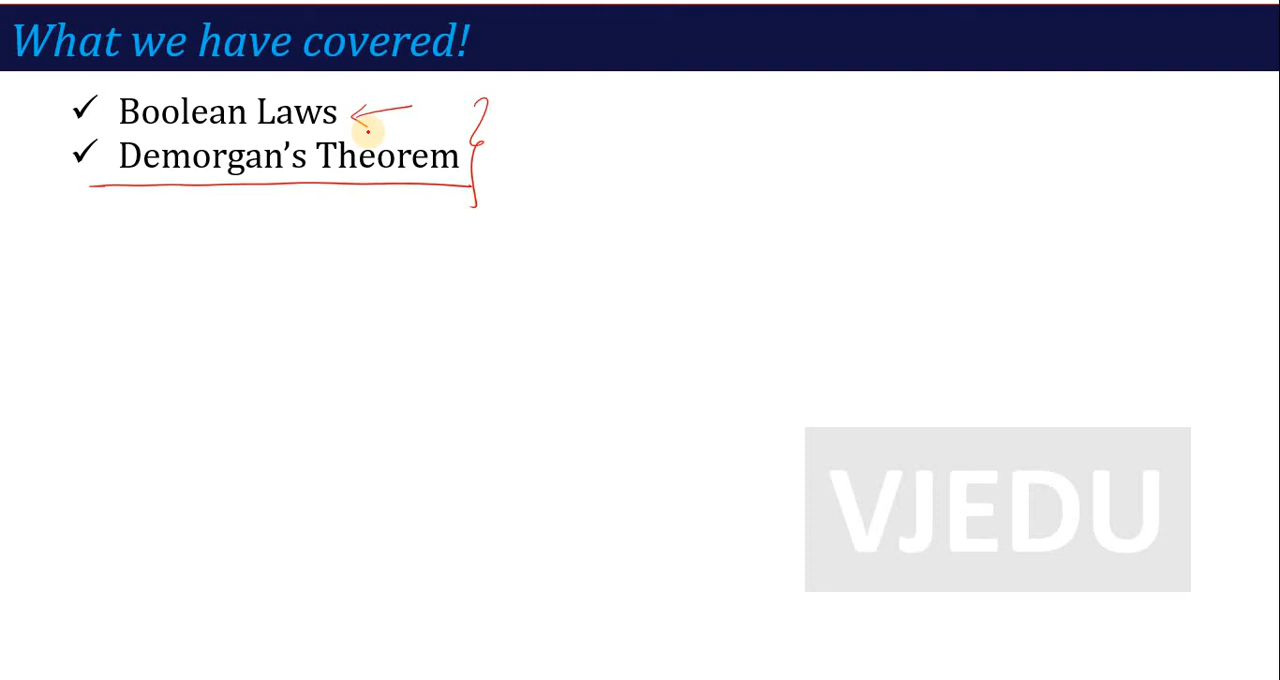 What we have covered!
✓ Boolean Laws
✓ Demorgan’s Theorem
VJEDU